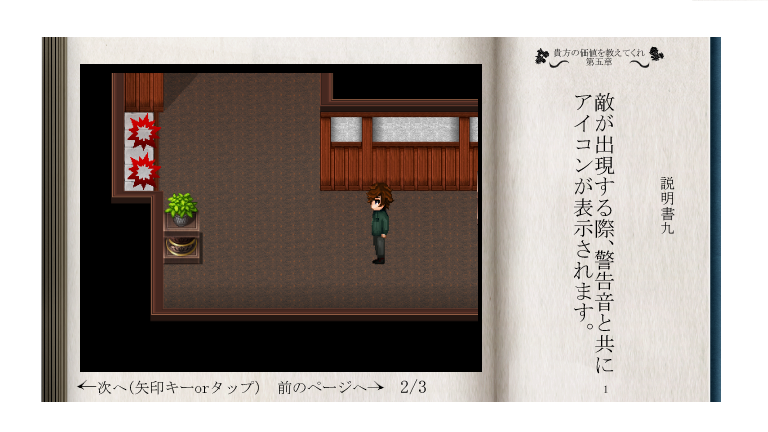 貴方の価値を教えてくれ
第五章
説明書九
敵が出現する際、警告音と共に
アイコンが表示されます。
1
←次へ(矢印キーorタップ) 前のページへ→ 2/3